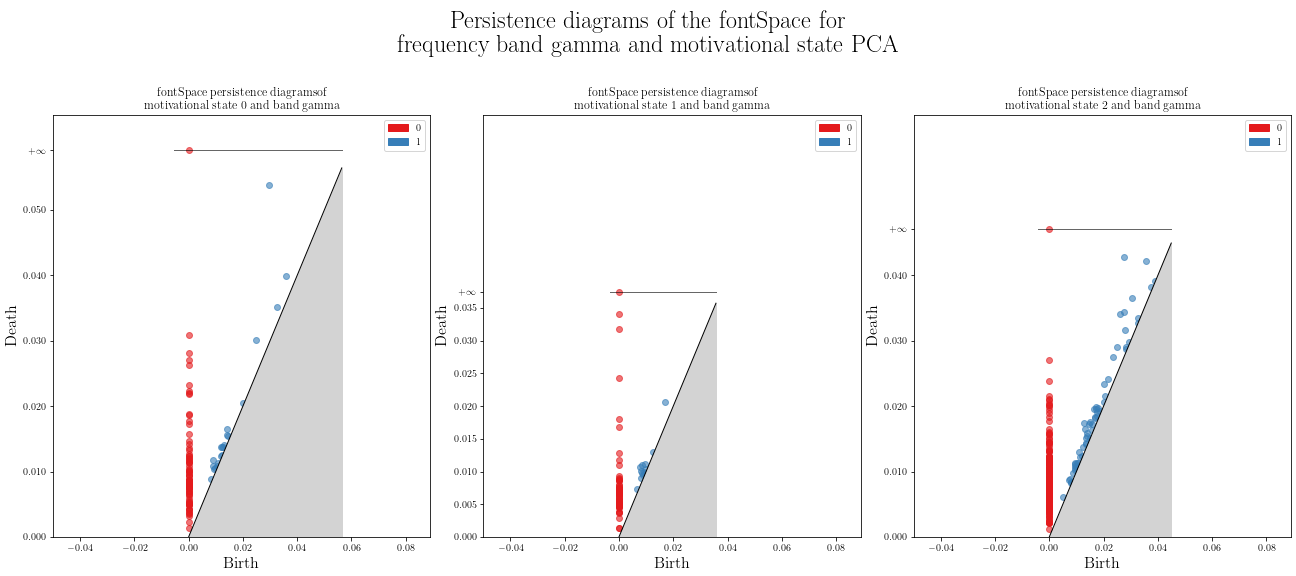 Persistence diagrams of the fontSpace for
frequency band gamma and motivational state PCA
fontSpace persistence diagramsof
motivational state 0 and band gamma
0
1
+∞
0.050
0.040
0.030
0.020
0.010
0.000
Death
−0.04 −0.02 0.00 0.02 0.04 0.06 0.08
Birth
fontSpace persistence diagramsof
motivational state 1 and band gamma
0
1
+∞
0.035
0.030
0.025
0.020
0.015
0.010
0.005
0.000
Death
−0.04 −0.02 0.00 0.02 0.04 0.06 0.08
Birth
fontSpace persistence diagramsof
motivational state 2 and band gamma
0
1
+∞
0.040
0.030
0.020
0.010
0.000
Death
−0.04 −0.02 0.00 0.02 0.04 0.06 0.08
Birth